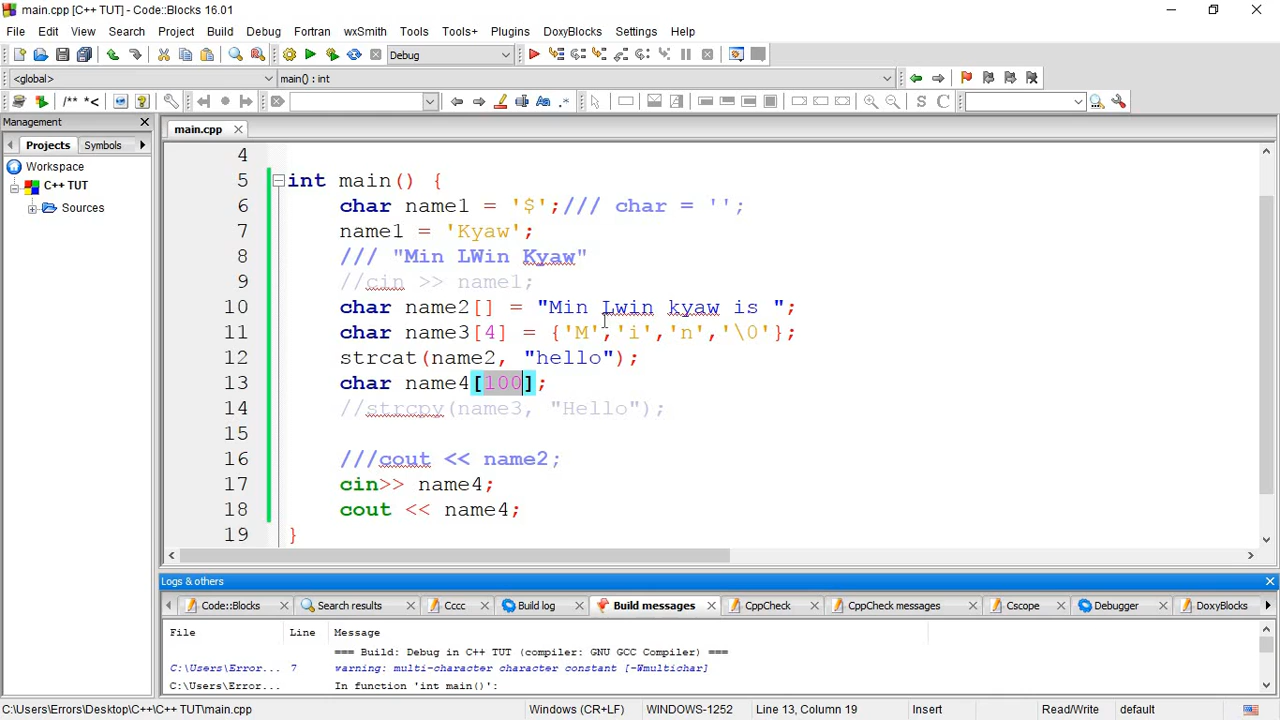 main.cpp [C++ TUT] - Code::Blocks 16.01
File Edit View Search Project Build Debug Fortran wxSmith Tools Tools+ Plugins DoxyBlocks Settings Help
Debug
<global> main() : int
/** *<
Aa .* S C
Management
main.cpp
Projects Symbols
Workspace
C++ TUT
Sources
4
5 int main() {
6 char name1 = '$';/// char = '';
7 name1 = 'Kyaw';
8 /// "Min LWin Kyaw"
9 //cin >> name1;
10 char name2[] = "Min Lwin kyaw is ";
11 char name3[4] = {'M','i','n','\0'};
12 strcat(name2, "hello");
13 char name4[100];
14 //strcpy(name3, "Hello");
15
16 ///cout << name2;
17 cin>> name4;
18 cout << name4;
19 }
Logs & others
Code::Blocks Search results Cccc Build log Build messages CppCheck CppCheck messages Cscope Debugger DoxyBlocks
File Line Message
=== Build: Debug in C++ TUT (compiler: GNU GCC Compiler) ===
C:\Users\Error... 7 warning: multi-character character constant [-Wmultichar]
C:\Users\Error... In function 'int main()':
C:\Users\Errors\Desktop\C++\C++ TUT\main.cpp Windows (CR+LF) WINDOWS-1252 Line 13, Column 19 Insert Read/Write default